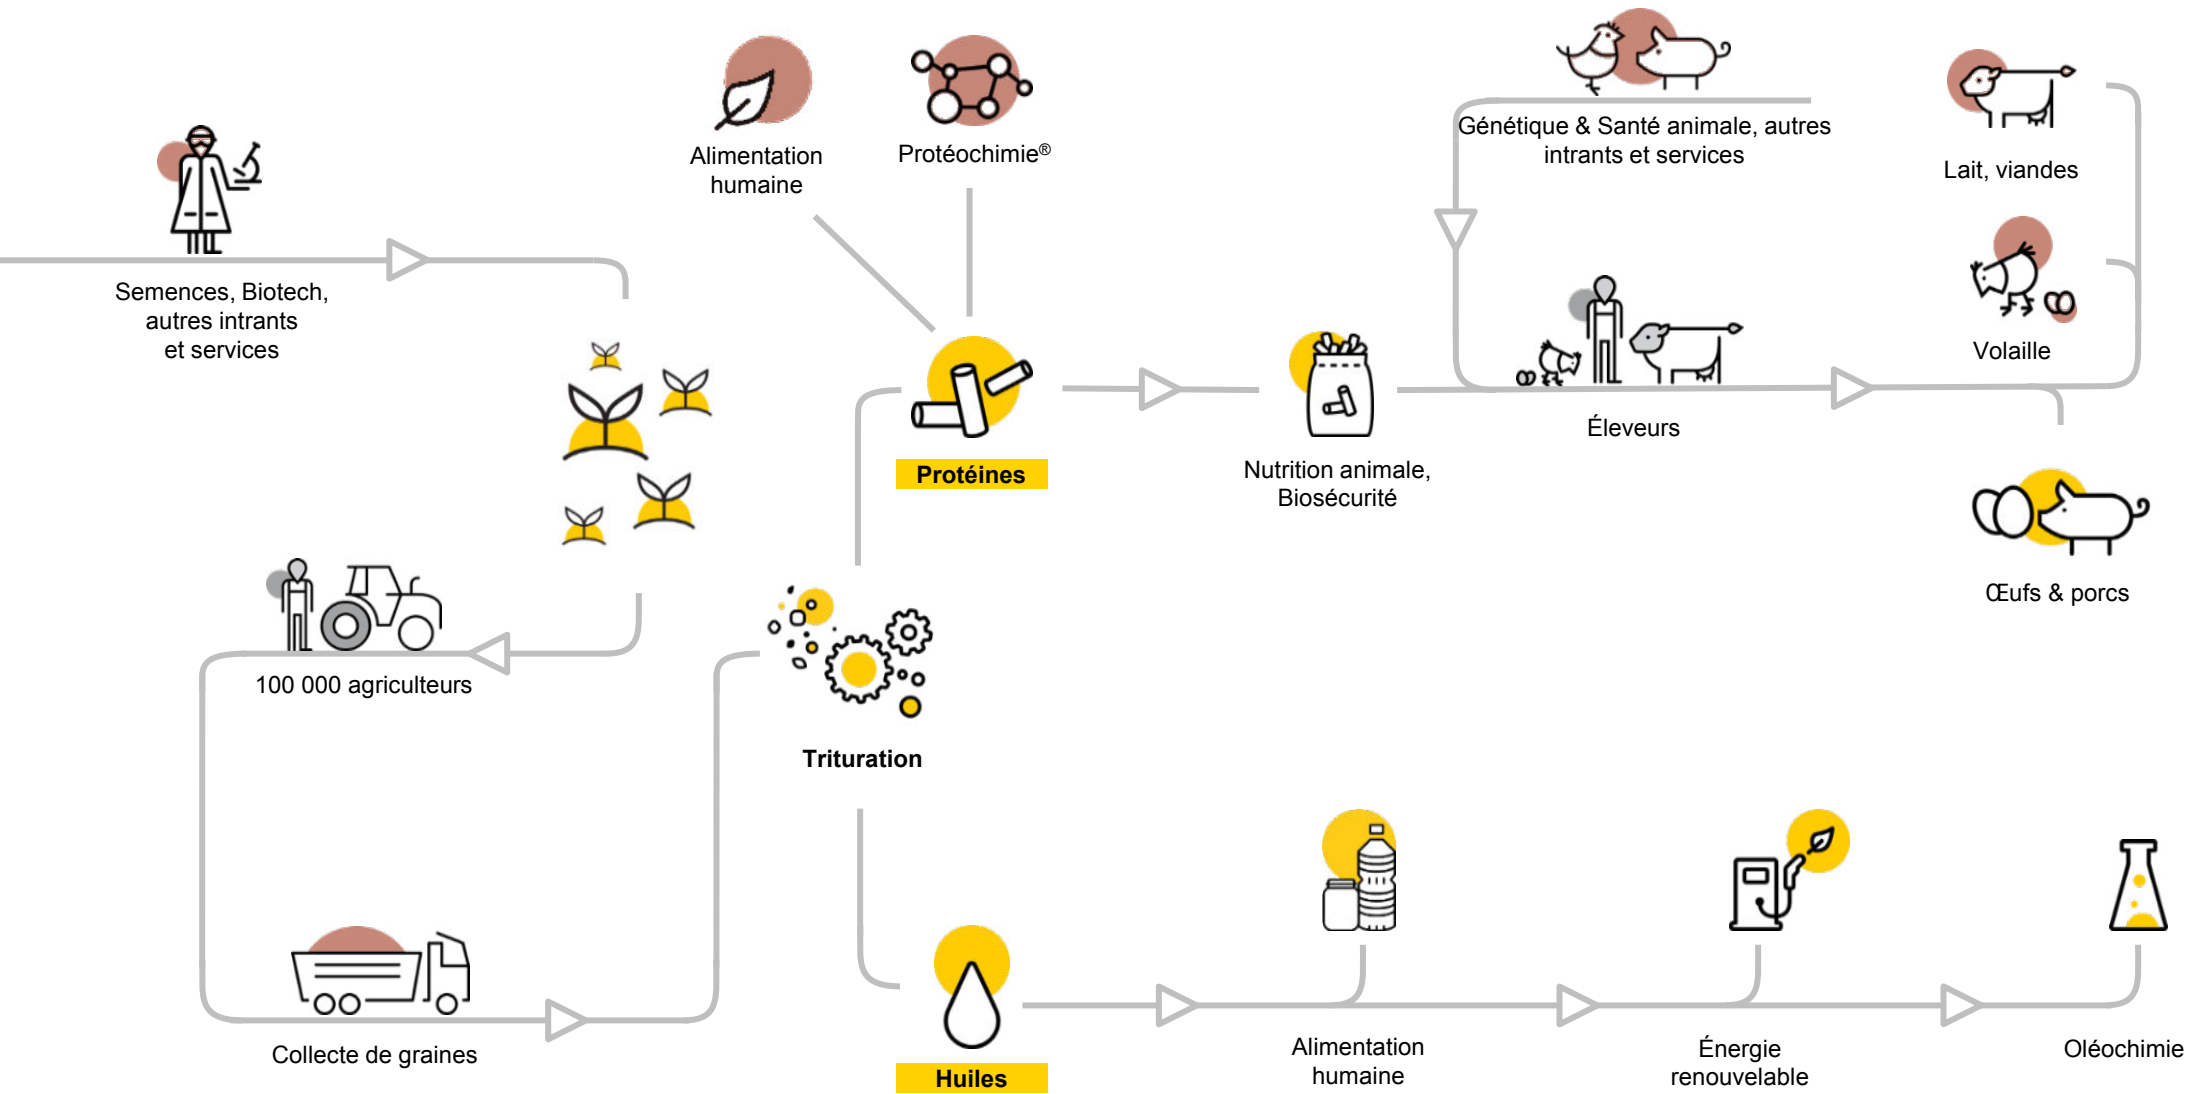 Semences, Biotech,
autres intrants
et services
100 000 agriculteurs
Collecte de graines
Trituration
Alimentation
humaine
Protéochimie®
Protéines
Nutrition animale,
Biosécurité
Génétique & Santé animale, autres
intrants et services
Éleveurs
Lait, viandes
Volaille
Œufs & porcs
Huiles
Alimentation
humaine
Énergie
renouvelable
Oléochimie